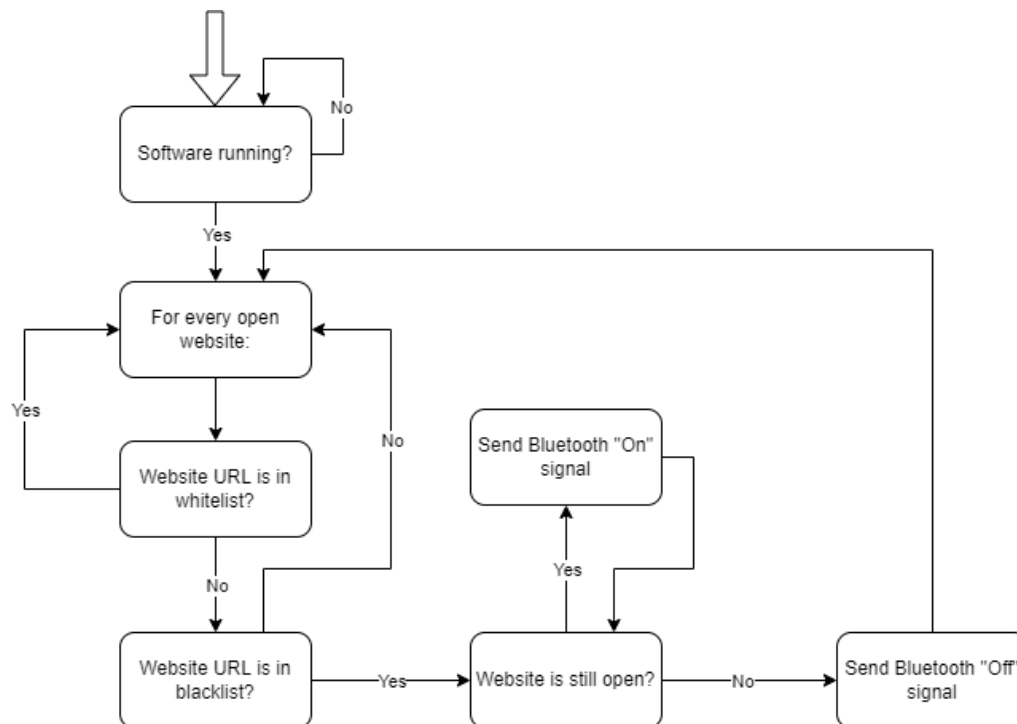 No
Software running?
Yes
For every open
website:
Yes
No
Send Bluetooth "On"
signal
Website URL is in
whitelist?
No
Yes
Website URL is in
blacklist?
Yes
Website is still open?
No
Send Bluetooth "Off"
signal